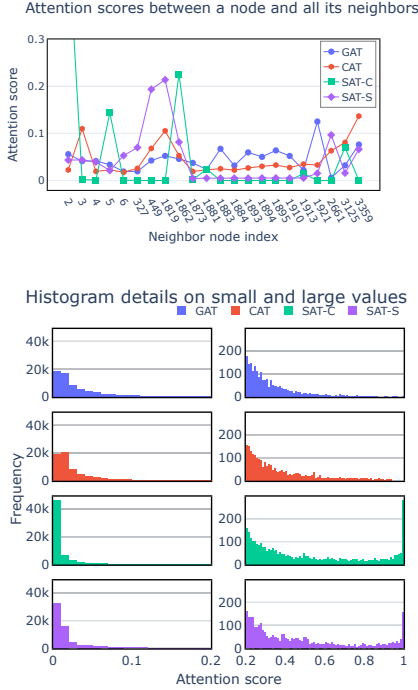 Attention scores between a node and all its neighbors
Attention score
0.3
0.2
0.1
0
GAT
CAT
SAT-C
SAT-S
2 3 4 5 6 327 449 1819 1862 1873 1881 1883 1884 1893 1894 1895 1910 1913 1921 2661 3125 3359
Neighbor node index
Histogram details on small and large values
GAT CAT SAT-C SAT-S
Frequency
40k
20k
0
200
100
0
40k
20k
0
200
100
0
40k
20k
0
200
100
0
40k
20k
0
200
100
0
0 0.1 0.2
0.2 0.4 0.6 0.8 1
Attention score